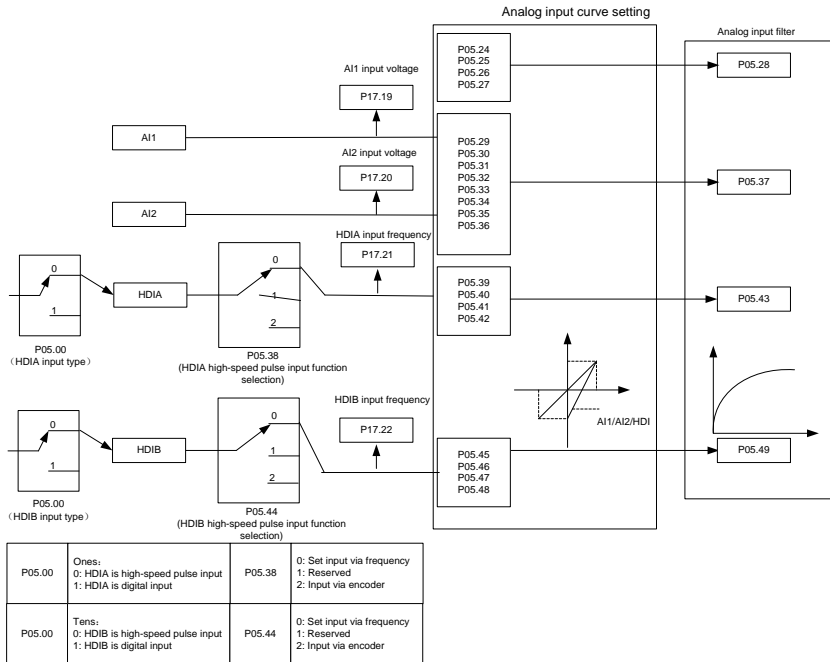 Analog input curve setting
Analog input filter
P05.24
P05.25
P05.26
P05.27
P05.28
AI1 input voltage
P17.19
AI1
AI2 input voltage
P17.20
AI2
P05.29
P05.30
P05.31
P05.32
P05.33
P05.34
P05.35
P05.36
P05.37
HDIA input frequency
P17.21
0
1
HDIA
0
1
2
P05.39
P05.40
P05.41
P05.42
P05.43
P05.00
（HDIA input type）
P05.38
(HDIA high-speed pulse input function
selection)
AI1/AI2/HDI
HDIB input frequency
P17.22
0
1
HDIB
0
1
2
P05.45
P05.46
P05.47
P05.48
P05.49
P05.00
（HDIB input type）
P05.44
(HDIB high-speed pulse input function
selection)
P05.00
Ones：
0: HDIA is high-speed pulse input
1: HDIA is digital input
P05.38
0: Set input via frequency
1: Reserved
2: Input via encoder
P05.00
Tens：
0: HDIB is high-speed pulse input
1: HDIB is digital input
P05.44
0: Set input via frequency
1: Reserved
2: Input via encoder